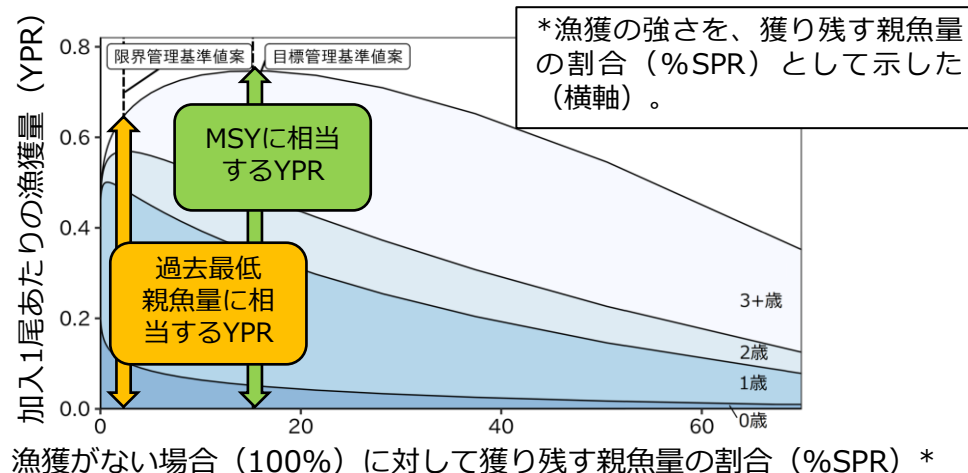 *漁獲の強さを、獲り残す親魚量
の割合（%SPR）として示した
（横軸）。
加入1尾あたりの漁獲量（YPR）
0.8
0.6
0.4
0.2
0.0
限界管理基準値案
目標管理基準値案
MSYに相当
するYPR
過去最低
親魚量に相
当するYPR
3+歳
2歳
1歳
0歳
0
20
40
60
漁獲がない場合（100%）に対して獲り残す親魚量の割合（%SPR）*